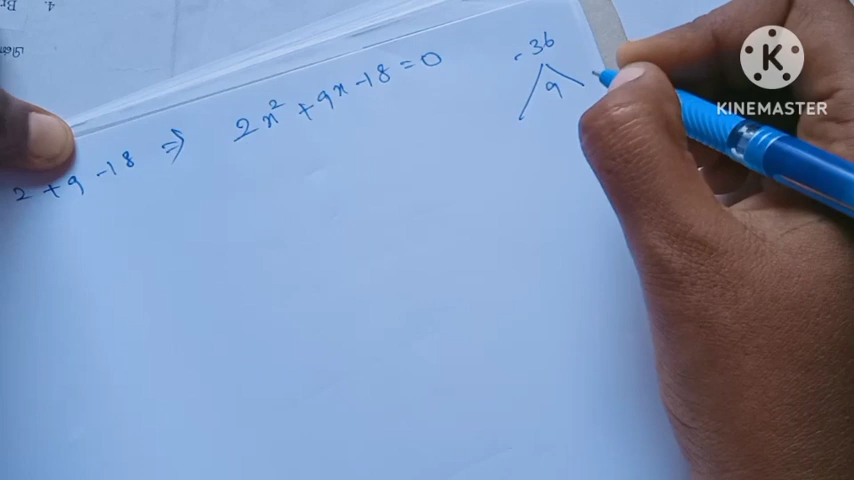 2 + 9 - 18 ⇒ 2x² + 9x - 18 = 0
-36
9
KINEMASTER